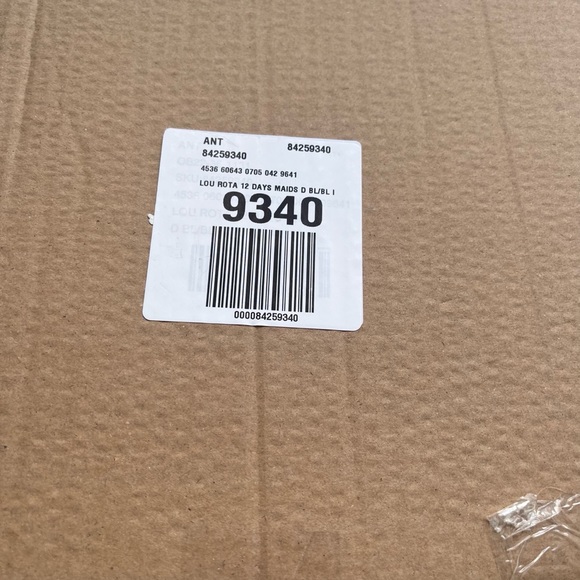 ANT 84259340
84259340
4536 60643 0705 042 9641
LOU ROTA 12 DAYS MAIDS D BL/BL I
9340
000084259340